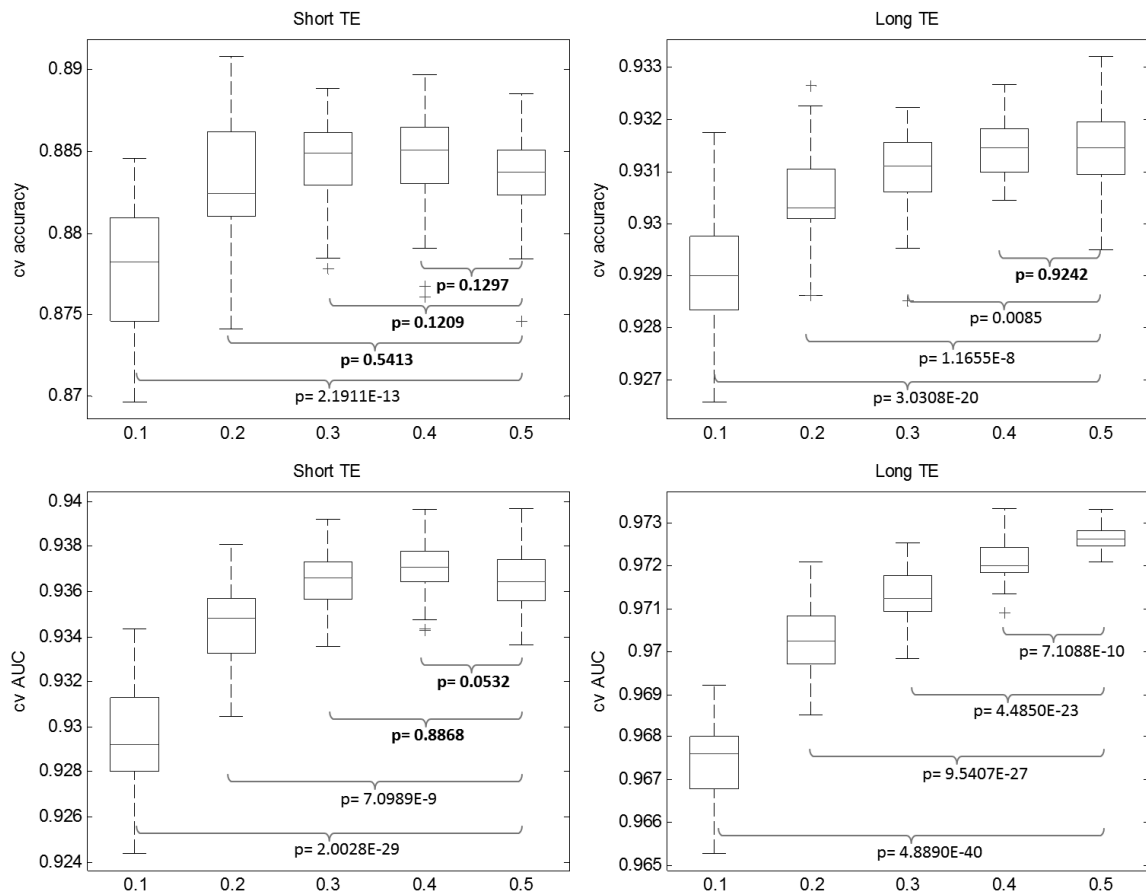 Short TE
0.89
0.885
0.88
0.875
0.87
cv accuracy
p= 0.1297
p= 0.1209
p= 0.5413
p= 2.1911E-13
0.1 0.2 0.3 0.4 0.5
Long TE
0.933
0.932
0.931
0.93
0.929
0.928
0.927
cv accuracy
p= 0.9242
p= 0.0085
p= 1.1655E-8
p= 3.0308E-20
0.1 0.2 0.3 0.4 0.5
Short TE
0.94
0.938
0.936
0.934
0.932
0.93
0.928
0.926
0.924
cv AUC
p= 0.0532
p= 0.8868
p= 7.0989E-9
p= 2.0028E-29
0.1 0.2 0.3 0.4 0.5
Long TE
0.973
0.972
0.971
0.97
0.969
0.968
0.967
0.966
0.965
cv AUC
p= 7.1088E-10
p= 4.4850E-23
p= 9.5407E-27
p= 4.8890E-40
0.1 0.2 0.3 0.4 0.5